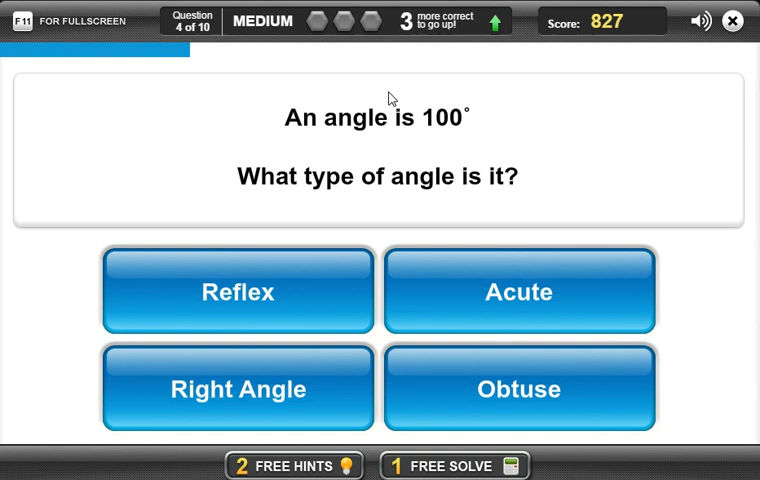 F11 FOR FULLSCREEN
Question
4 of 10
MEDIUM
3 more correct
to go up!
Score: 827
An angle is 100°
What type of angle is it?
Reflex
Acute
Right Angle
Obtuse
2 FREE HINTS
1 FREE SOLVE